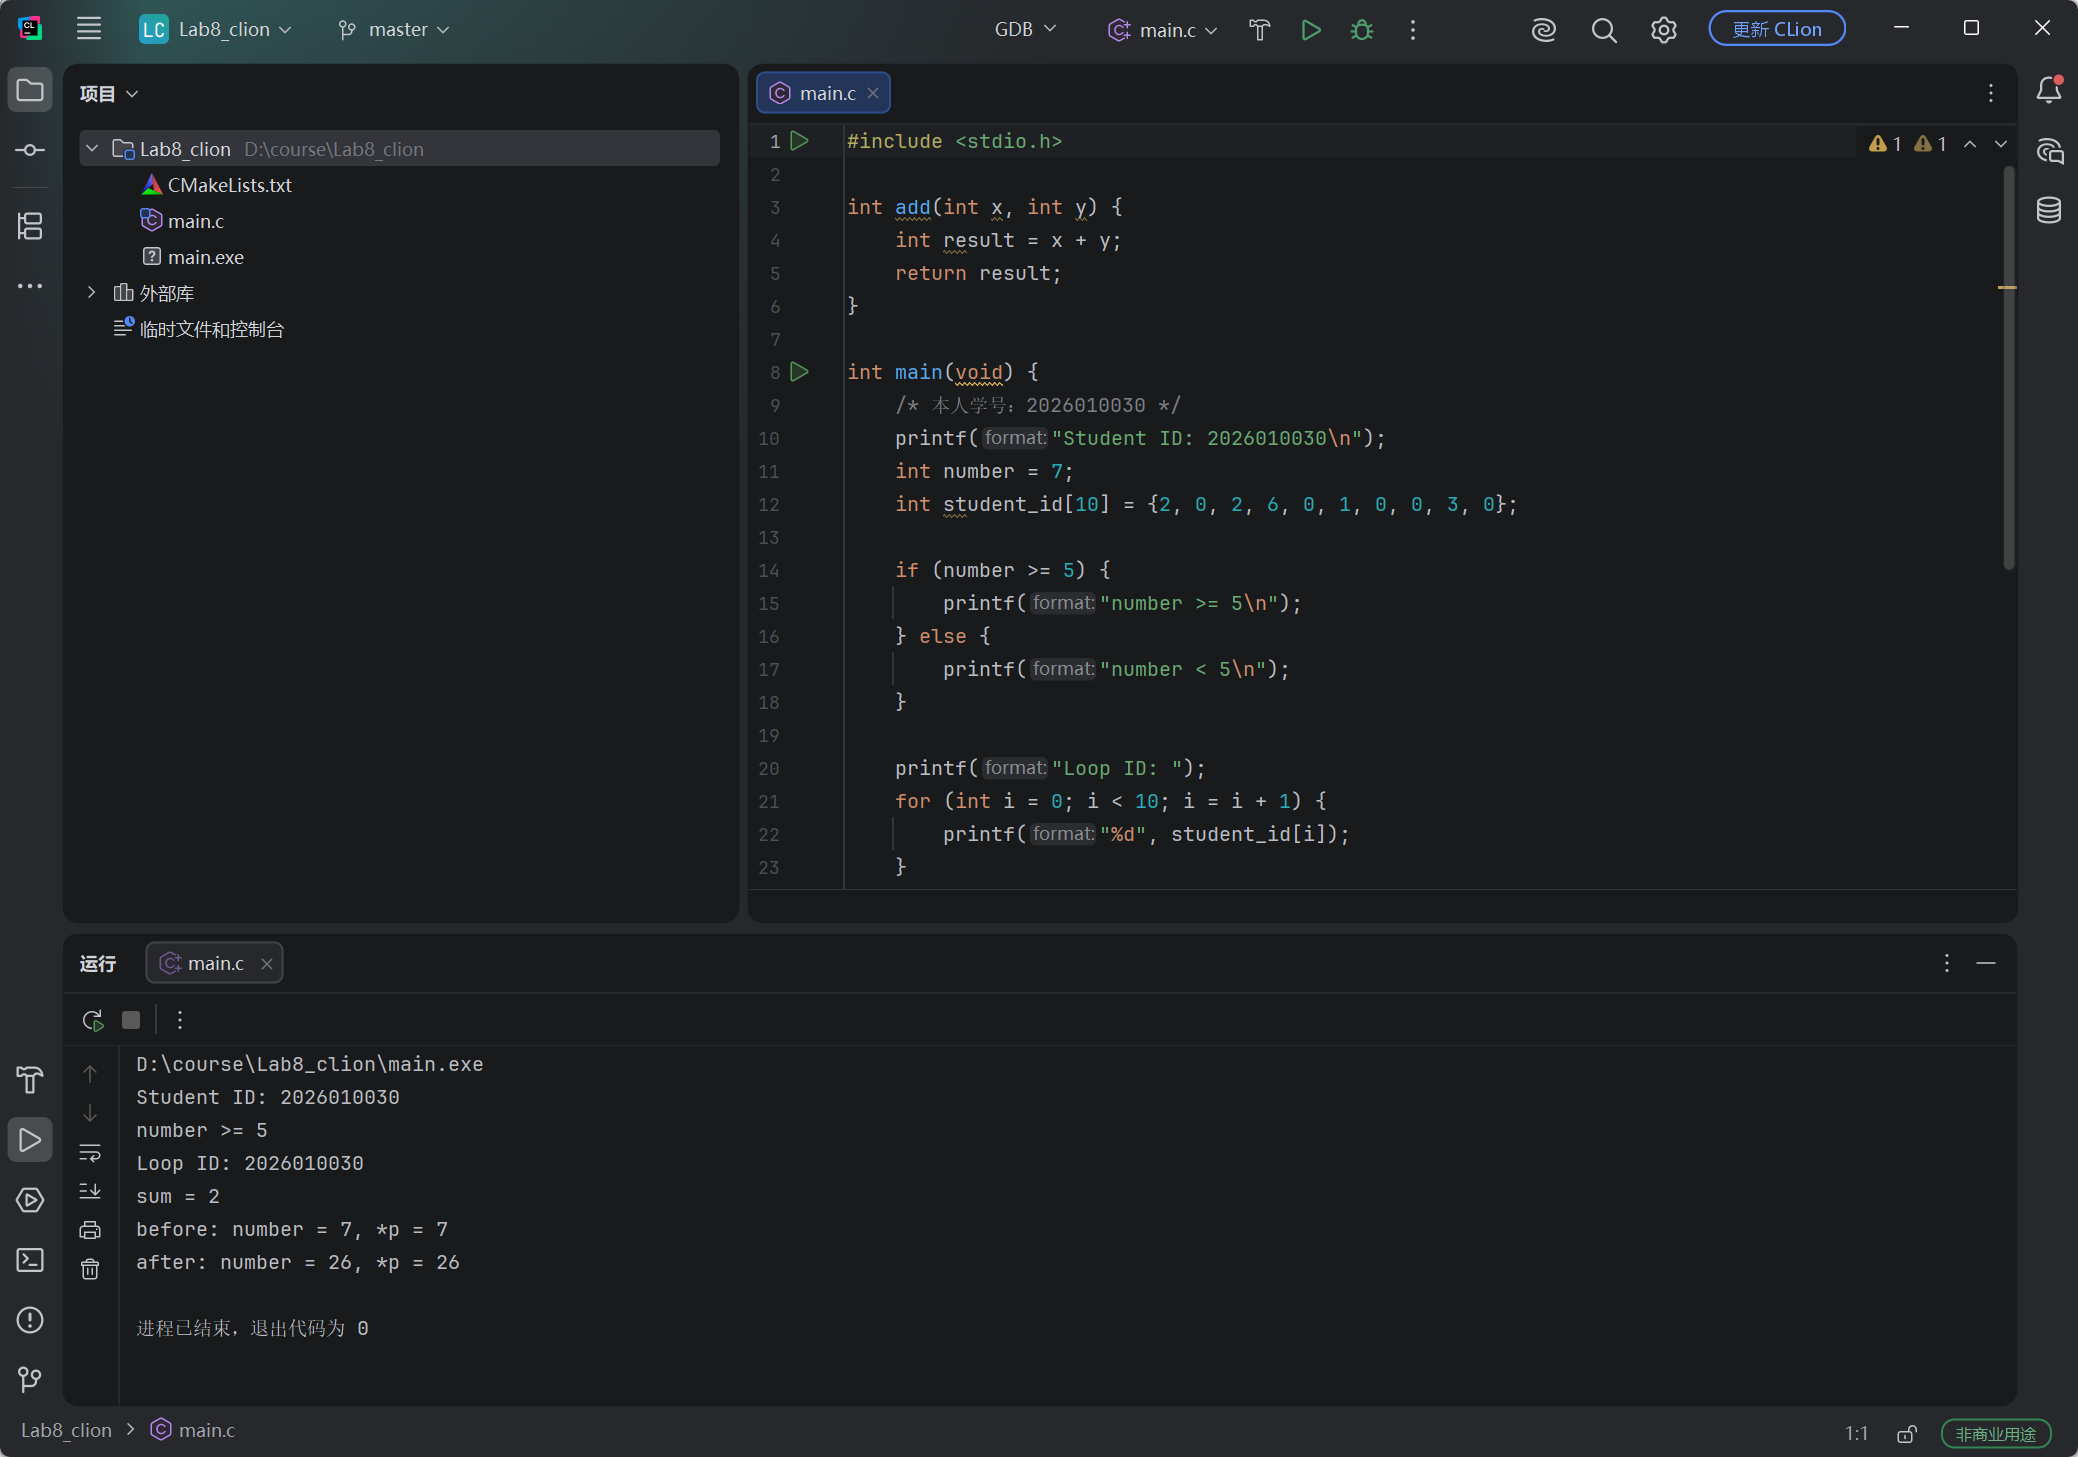 LC Lab8_clion master GDB main.c 更新 CLion
项目
Lab8_clion D:\course\Lab8_clion
CMakeLists.txt
main.c
main.exe
外部库
临时文件和控制台
main.c
1 #include <stdio.h> 1 1
2
3 int add(int x, int y) {
4 int result = x + y;
5 return result;
6 }
7
8 int main(void) {
9 /* 本人学号：2026010030 */
10 printf(format:"Student ID: 2026010030\n");
11 int number = 7;
12 int student_id[10] = {2, 0, 2, 6, 0, 1, 0, 0, 3, 0};
13
14 if (number >= 5) {
15 printf(format:"number >= 5\n");
16 } else {
17 printf(format:"number < 5\n");
18 }
19
20 printf(format:"Loop ID: ");
21 for (int i = 0; i < 10; i = i + 1) {
22 printf(format:"%d", student_id[i]);
23 }
运行 main.c
D:\course\Lab8_clion\main.exe
Student ID: 2026010030
number >= 5
Loop ID: 2026010030
sum = 2
before: number = 7, *p = 7
after: number = 26, *p = 26
进程已结束，退出代码为 0
Lab8_clion main.c 1:1 非商业用途